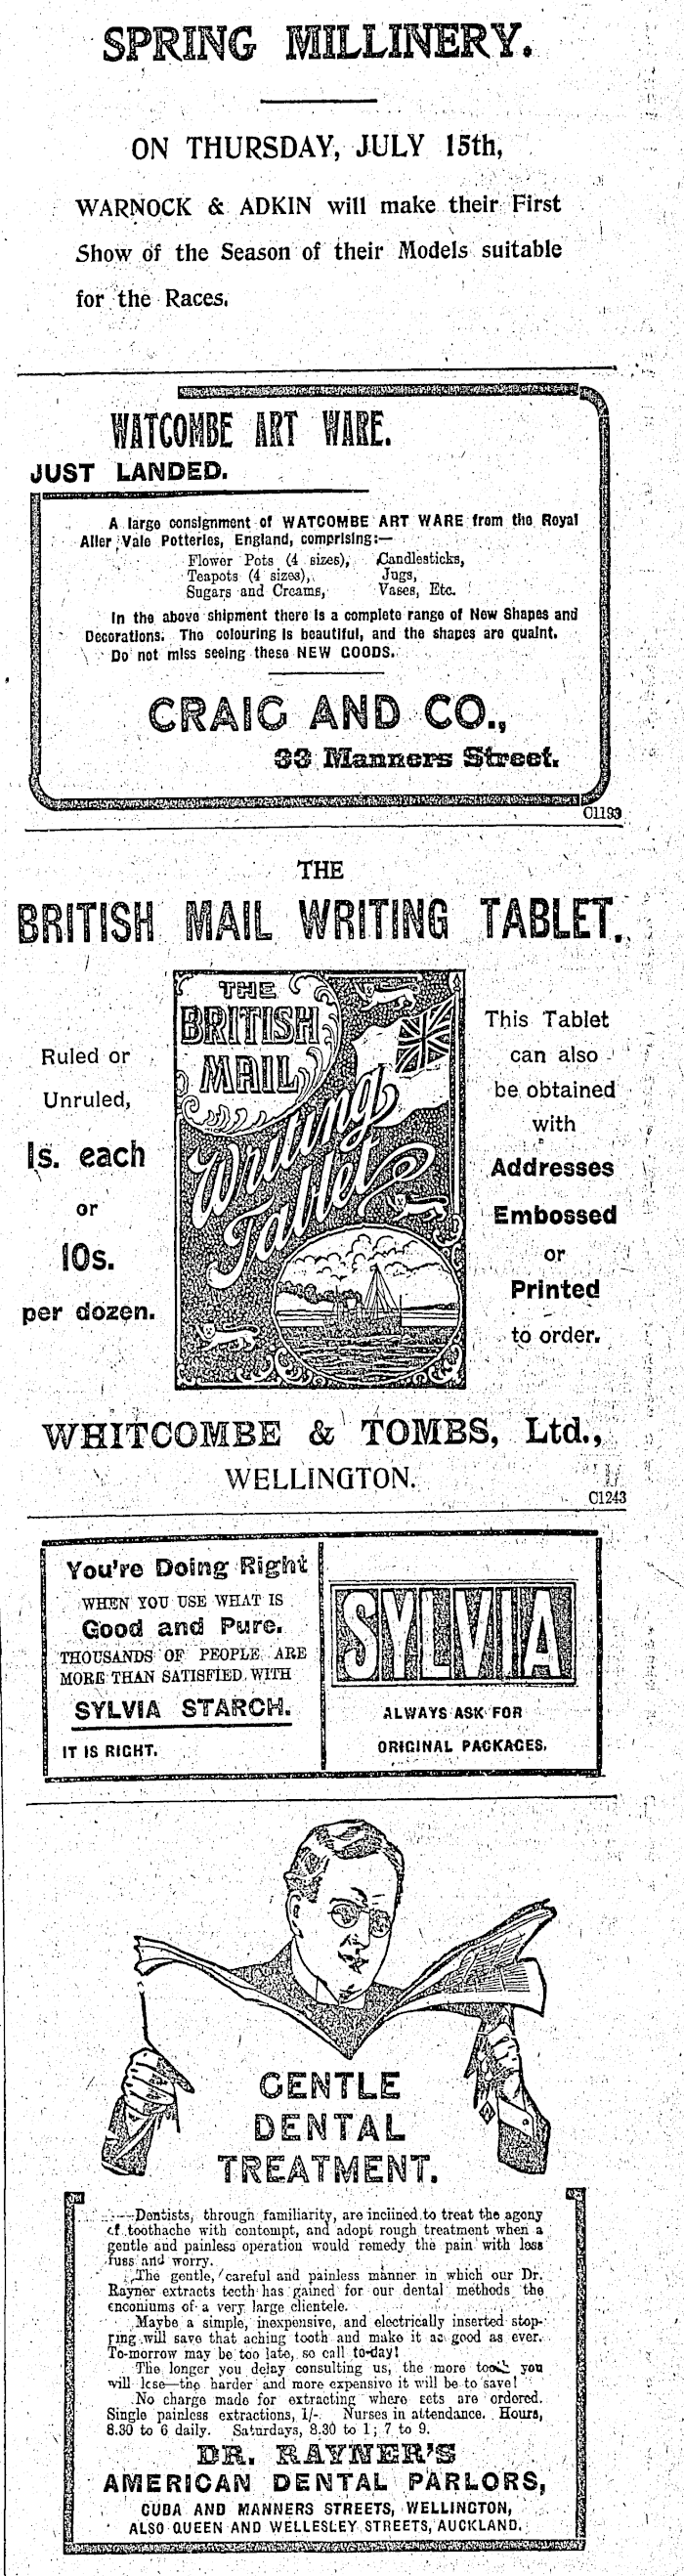 SPRING MILLINERY.
ON THURSDAY, JULY 15th,
WARNOCK & ADKIN will make their First
Show of the Season of their Models suitable
for the Races.
WATCOMBE ART WARE.
JUST LANDED.
A large consignment of WATCOMBE ART WARE from the Royal
Aller Vale Potteries, England, comprising:—
Flower Pots (4 sizes), Candlesticks,
Teapots (4 sizes), Jugs,
Sugars and Creams, Vases, Etc.
In the above shipment there is a complete range of New Shapes and
Decorations. The colouring is beautiful, and the shapes are quaint.
Do not miss seeing these NEW GOODS.
CRAIG AND CO.,
33 Manners Street.
C1193
THE
BRITISH MAIL WRITING TABLET.
Ruled or
Unruled,
1s. each
or
10s.
per dozen.
THE
BRITISH
MAIL
Writing
Tablet
This Tablet
can also
be obtained
with
Addresses
Embossed
or
Printed
to order.
WHITCOMBE & TOMBS, Ltd.,
WELLINGTON.
C1243
You're Doing Right
WHEN YOU USE WHAT IS
Good and Pure.
THOUSANDS OF PEOPLE ARE
MORE THAN SATISFIED WITH
SYLVIA STARCH.
IT IS RIGHT.
SYLVIA
ALWAYS ASK FOR
ORIGINAL PACKAGES.
GENTLE
DENTAL
TREATMENT.
Dentists, through familiarity, are inclined to treat the agony
of toothache with contempt, and adopt rough treatment when a
gentle and painless operation would remedy the pain with less
fuss and worry.
The gentle, careful and painless manner in which our Dr.
Rayner extracts teeth has gained for our dental methods the
enconiums of a very large clientele.
Maybe a simple, inexpensive, and electrically inserted stop-
ping will save that aching tooth and make it as good as ever.
To-morrow may be too late, so call to-day!
The longer you delay consulting us, the more tooth you
will lose—the harder and more expensive it will be to save!
No charge made for extracting where sets are ordered.
Single painless extractions, 1/-. Nurses in attendance. Hours,
8.30 to 6 daily. Saturdays, 8.30 to 1; 7 to 9.
DR. RAYNER'S
AMERICAN DENTAL PARLORS,
CUBA AND MANNERS STREETS, WELLINGTON,
ALSO QUEEN AND WELLESLEY STREETS, AUCKLAND.